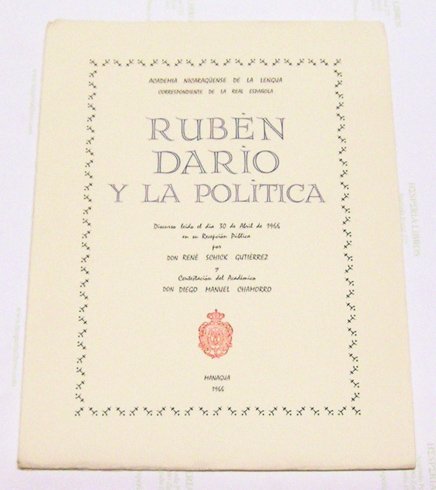 ACADEMIA NICARAGÜENSE DE LA LENGUA
CORRESPONDIENTE DE LA REAL ESPAÑOLA
RUBÈN
DARÌO
Y LA POLÌTICA
Discurso leído el día 30 de Abril de 1966
en su Recepción Pública
por
DON RENÉ SCHICK GUTIÉRREZ
Y
Contestación del Académico
DON DIEGO MANUEL CHAMORRO
MANAGUA
1966